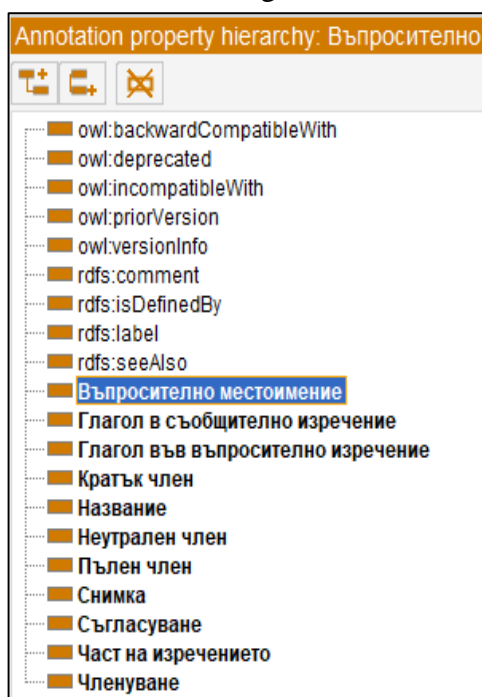 Annotation property hierarchy: Въпросително
owl:backwardCompatibleWith
owl:deprecated
owl:incompatibleWith
owl:priorVersion
owl:versionInfo
rdfs:comment
rdfs:isDefinedBy
rdfs:label
rdfs:seeAlso
Въпросително местоимение
Глагол в съобщително изречение
Глагол във въпросително изречение
Кратък член
Название
Неутрален член
Пълен член
Снимка
Съгласуване
Част на изречението
Членуване